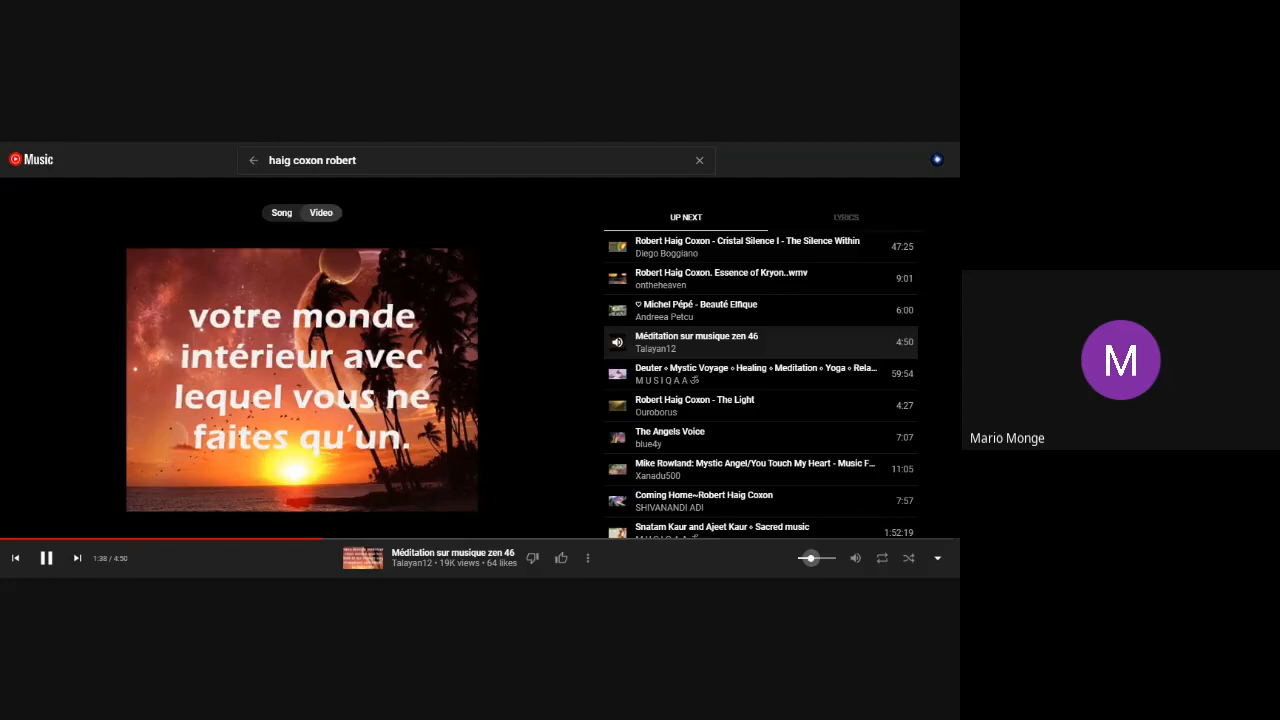 Music
haig coxon robert
Song
Video
votre monde
intérieur avec
lequel vous ne
faites qu'un.
UP NEXT
LYRICS
Robert Haig Coxon - Cristal Silence I - The Silence Within
Diego Boggiano
47:25
Robert Haig Coxon. Essence of Kryon..wmv
ontheheaven
9:01
♡ Michel Pépé - Beauté Elfique
Andreea Petcu
6:00
Méditation sur musique zen 46
Talayan12
4:50
Deuter ⋄ Mystic Voyage ⋄ Healing ⋄ Meditation ⋄ Yoga ⋄ Rela...
M U S I Q A A ॐ
59:54
Robert Haig Coxon - The Light
Ouroborus
4:27
The Angels Voice
blue4y
7:07
Mike Rowland: Mystic Angel/You Touch My Heart - Music F...
Xanadu500
11:05
Coming Home~Robert Haig Coxon
SHIVANANDI ADI
7:57
Snatam Kaur and Ajeet Kaur ⋄ Sacred music
1:52:19
1:38 / 4:50
Méditation sur musique zen 46
Talayan12 • 19K views • 64 likes
M
Mario Monge